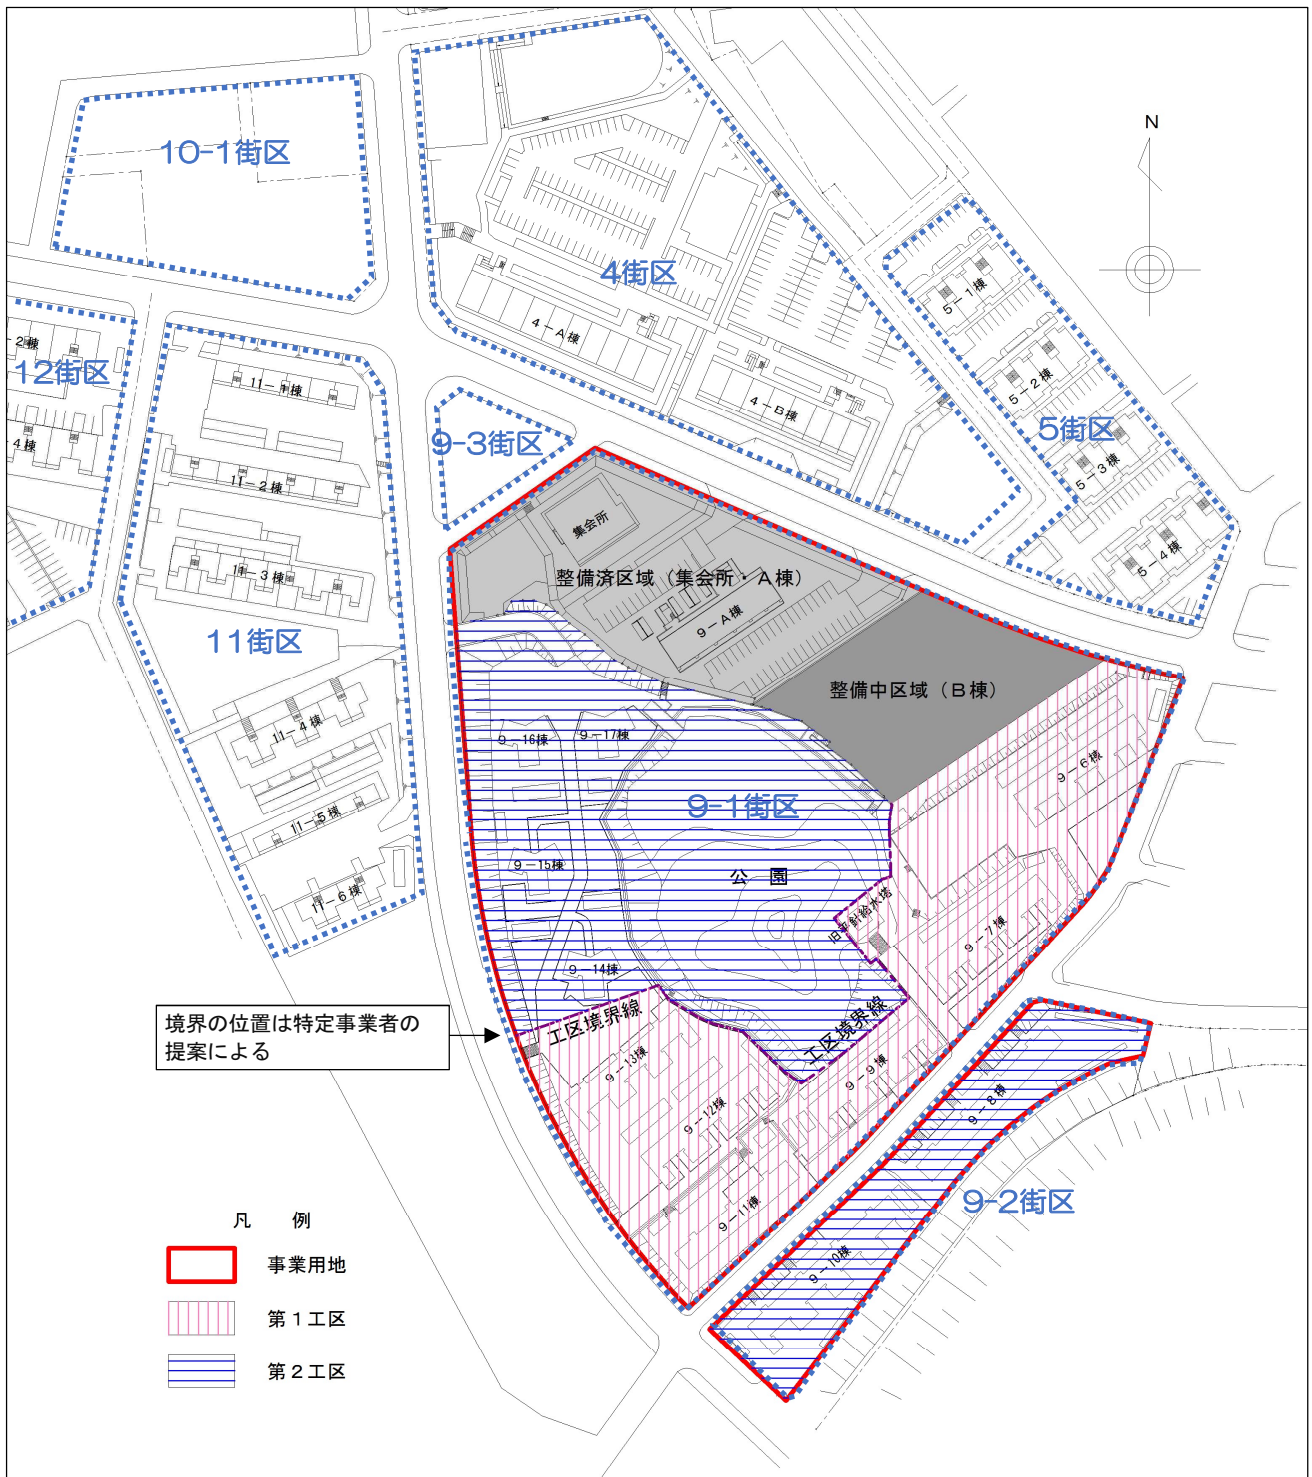 N
10-1街区
4街区
5-1棟
4-A棟
5-2棟
-2棟
12街区
11-1棟
4-B棟
5街区
-4棟
9-3街区
5-3棟
11-2棟
集会所
5-4棟
11-3棟
整備済区域（集会所・A棟）
9-A棟
11街区
整備中区域（B棟）
11-4棟
9-16棟
9-17棟
9-6棟
9-1街区
11-5棟
9-15棟
公 園
11-6棟
旧平針給水塔
9-7棟
9-14棟
境界の位置は特定事業者の
提案による
工区境界線
工区境界線
9-13棟
9-9棟
9-8棟
9-12棟
9-2街区
9-11棟
9-10棟
凡 例
事業用地
第１工区
第２工区